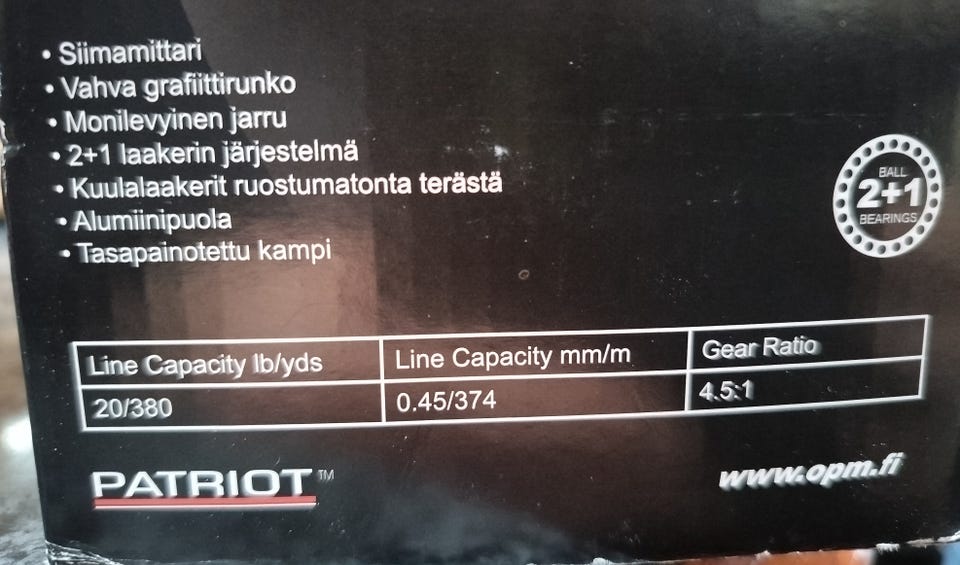 • Siimamittari
• Vahva grafiittirunko
• Monilevyinen jarru
• 2+1 laakerin järjestelmä
• Kuulalaakerit ruostumatonta terästä
• Alumiinipuola
• Tasapainotettu kampi
BALL
2+1
BEARINGS
Line Capacity lb/yds Line Capacity mm/m Gear Ratio
20/380 0.45/374 4.5:1
PATRIOT™
www.opm.fi